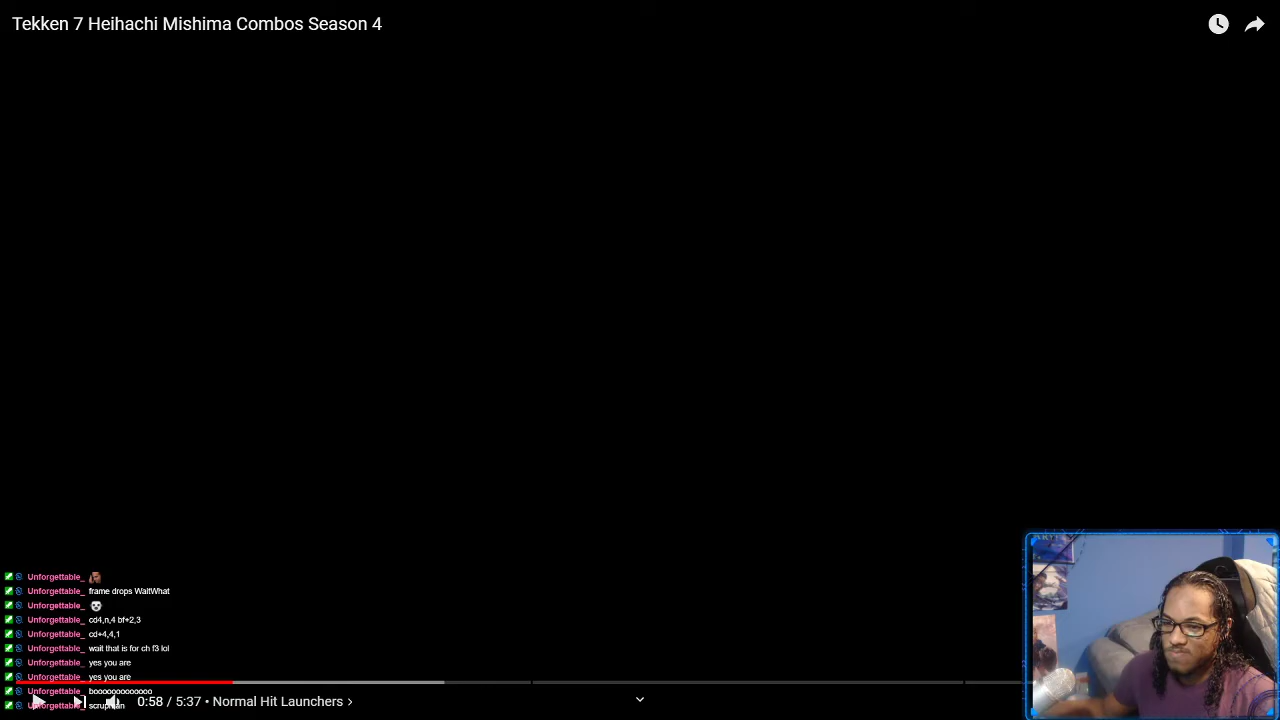 Tekken 7 Heihachi Mishima Combos Season 4
Unforgettable_
Unforgettable_ frame drops WaitWhat
Unforgettable_
Unforgettable_ cd4,n,4 bf+2,3
Unforgettable_ cd+4,4,1
Unforgettable_ wait that is for ch f3 lol
Unforgettable_ yes you are
Unforgettable_ yes you are
Unforgettable_
Unforgettable_
0:58 / 5:37 • Normal Hit Launchers >